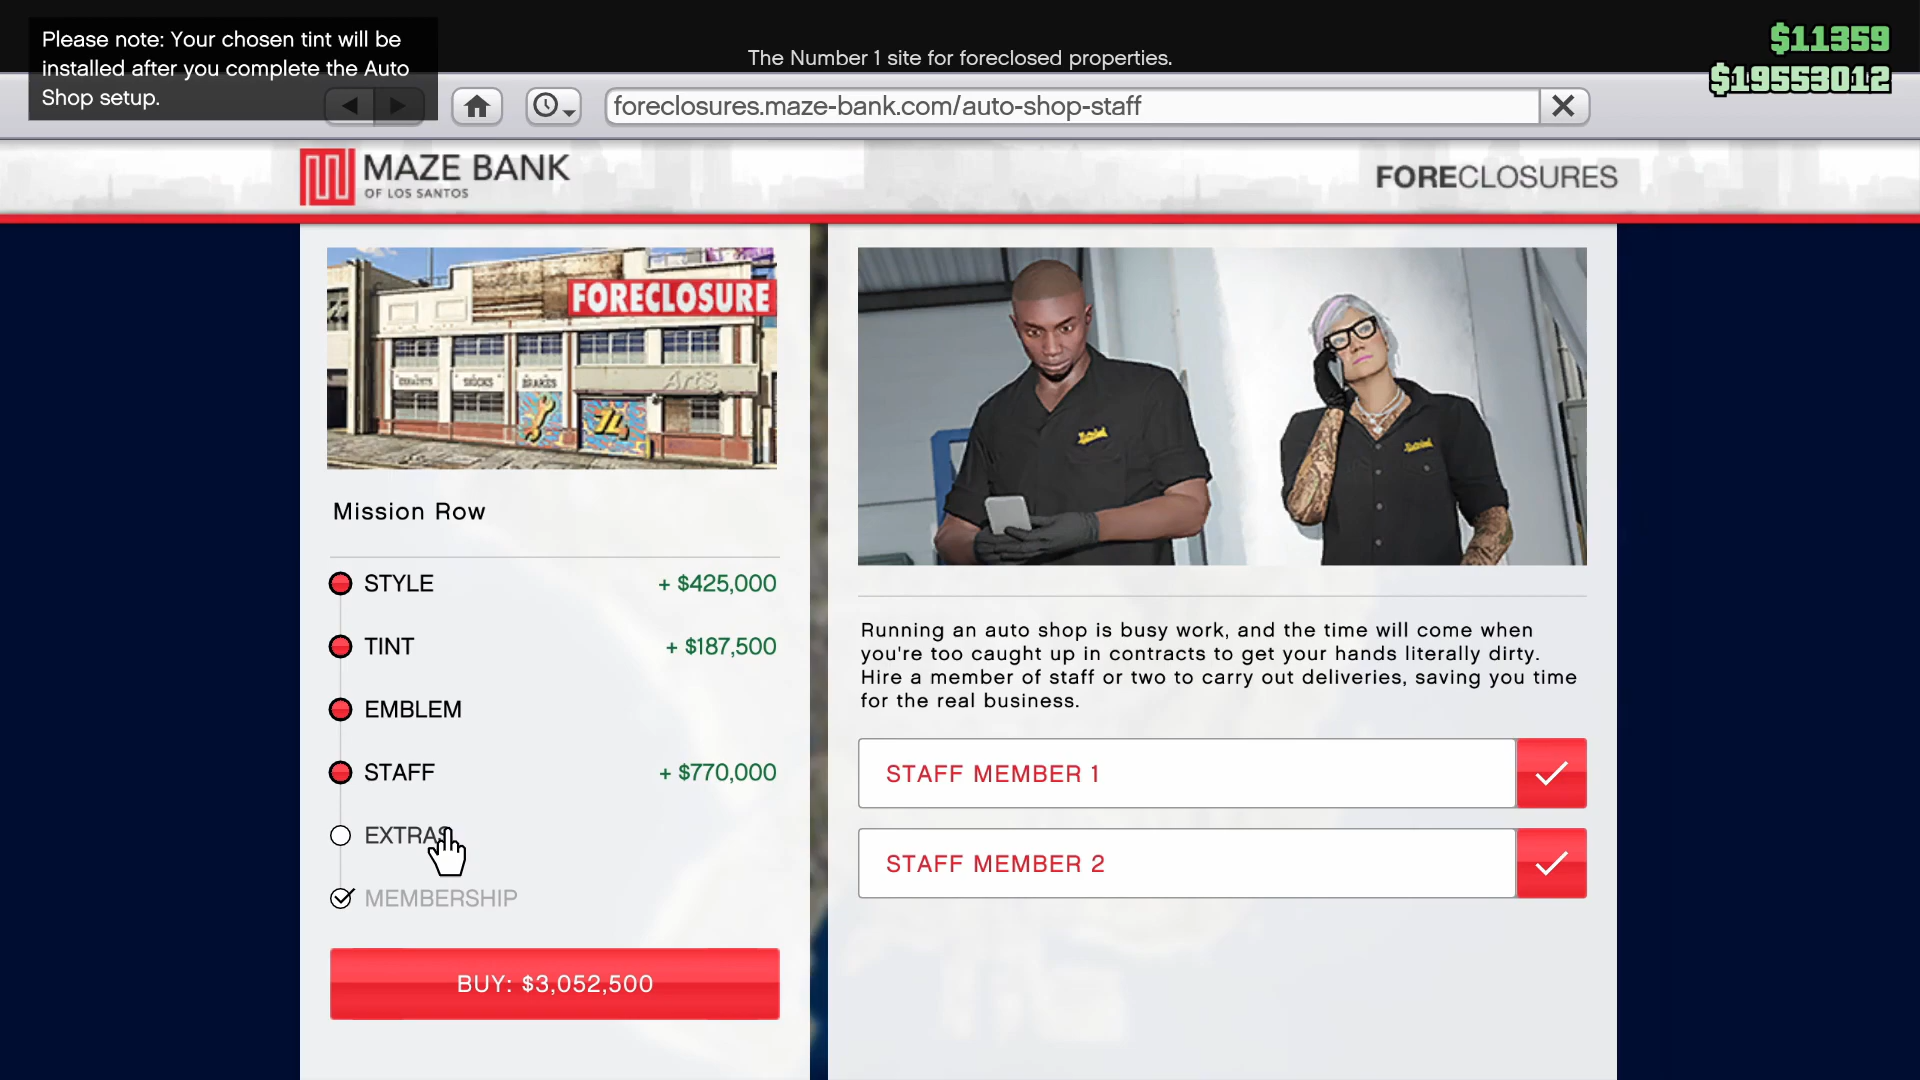 Please note: Your chosen tint will be
installed after you complete the Auto
Shop setup.
The Number 1 site for foreclosed properties.
$11359
$19553012
foreclosures.maze-bank.com/auto-shop-staff
MAZE BANK
OF LOS SANTOS
FORECLOSURES
FORECLOSURE
EXHAUSTS
SHOCKS
BRAKES
Art's
Mission Row
STYLE + $425,000
TINT + $187,500
EMBLEM
STAFF + $770,000
EXTRAS
MEMBERSHIP
BUY: $3,052,500
Running an auto shop is busy work, and the time will come when
you're too caught up in contracts to get your hands literally dirty.
Hire a member of staff or two to carry out deliveries, saving you time
for the real business.
STAFF MEMBER 1
STAFF MEMBER 2